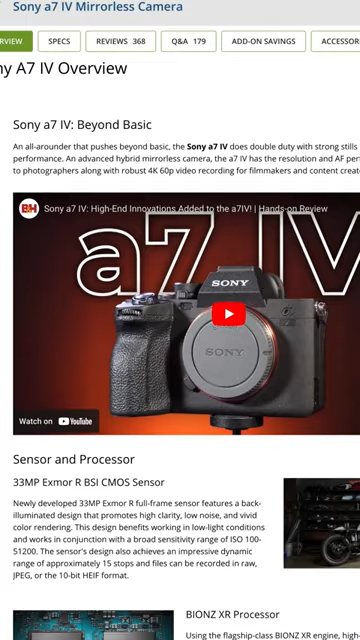 Sony a7 IV Mirrorless Camera
SPECS
REVIEWS 368
Q&A 179
ADD-ON SAVINGS
A7 IV Overview
Sony a7 IV: Beyond Basic
An all-arounder that pushes beyond basic, the Sony a7 IV does double duty with strong stills
performance. An advanced hybrid mirrorless camera, the a7 IV has the resolution and AF
to photographers along with robust 4K 60p video recording for filmmakers and content
B&H
Sony a7 IV: High-End Innovations Added to the a7IV! | Hands-on Review
a7 IV
SONY
SONY
Watch on YouTube
Sensor and Processor
33MP Exmor R BSI CMOS Sensor
Newly developed 33MP Exmor R full-frame sensor features a back-
illuminated design that promotes high clarity, low noise, and vivid
color rendering. This design benefits working in low-light conditions
and works in conjunction with a broad sensitivity range of ISO 100-
51200. The sensor's design also achieves an impressive dynamic
range of approximately 15 stops and files can be recorded in raw,
JPEG, or the 10-bit HEIF format.
BIONZ XR Processor
Using the flagship-class BIONZ XR engine, high-